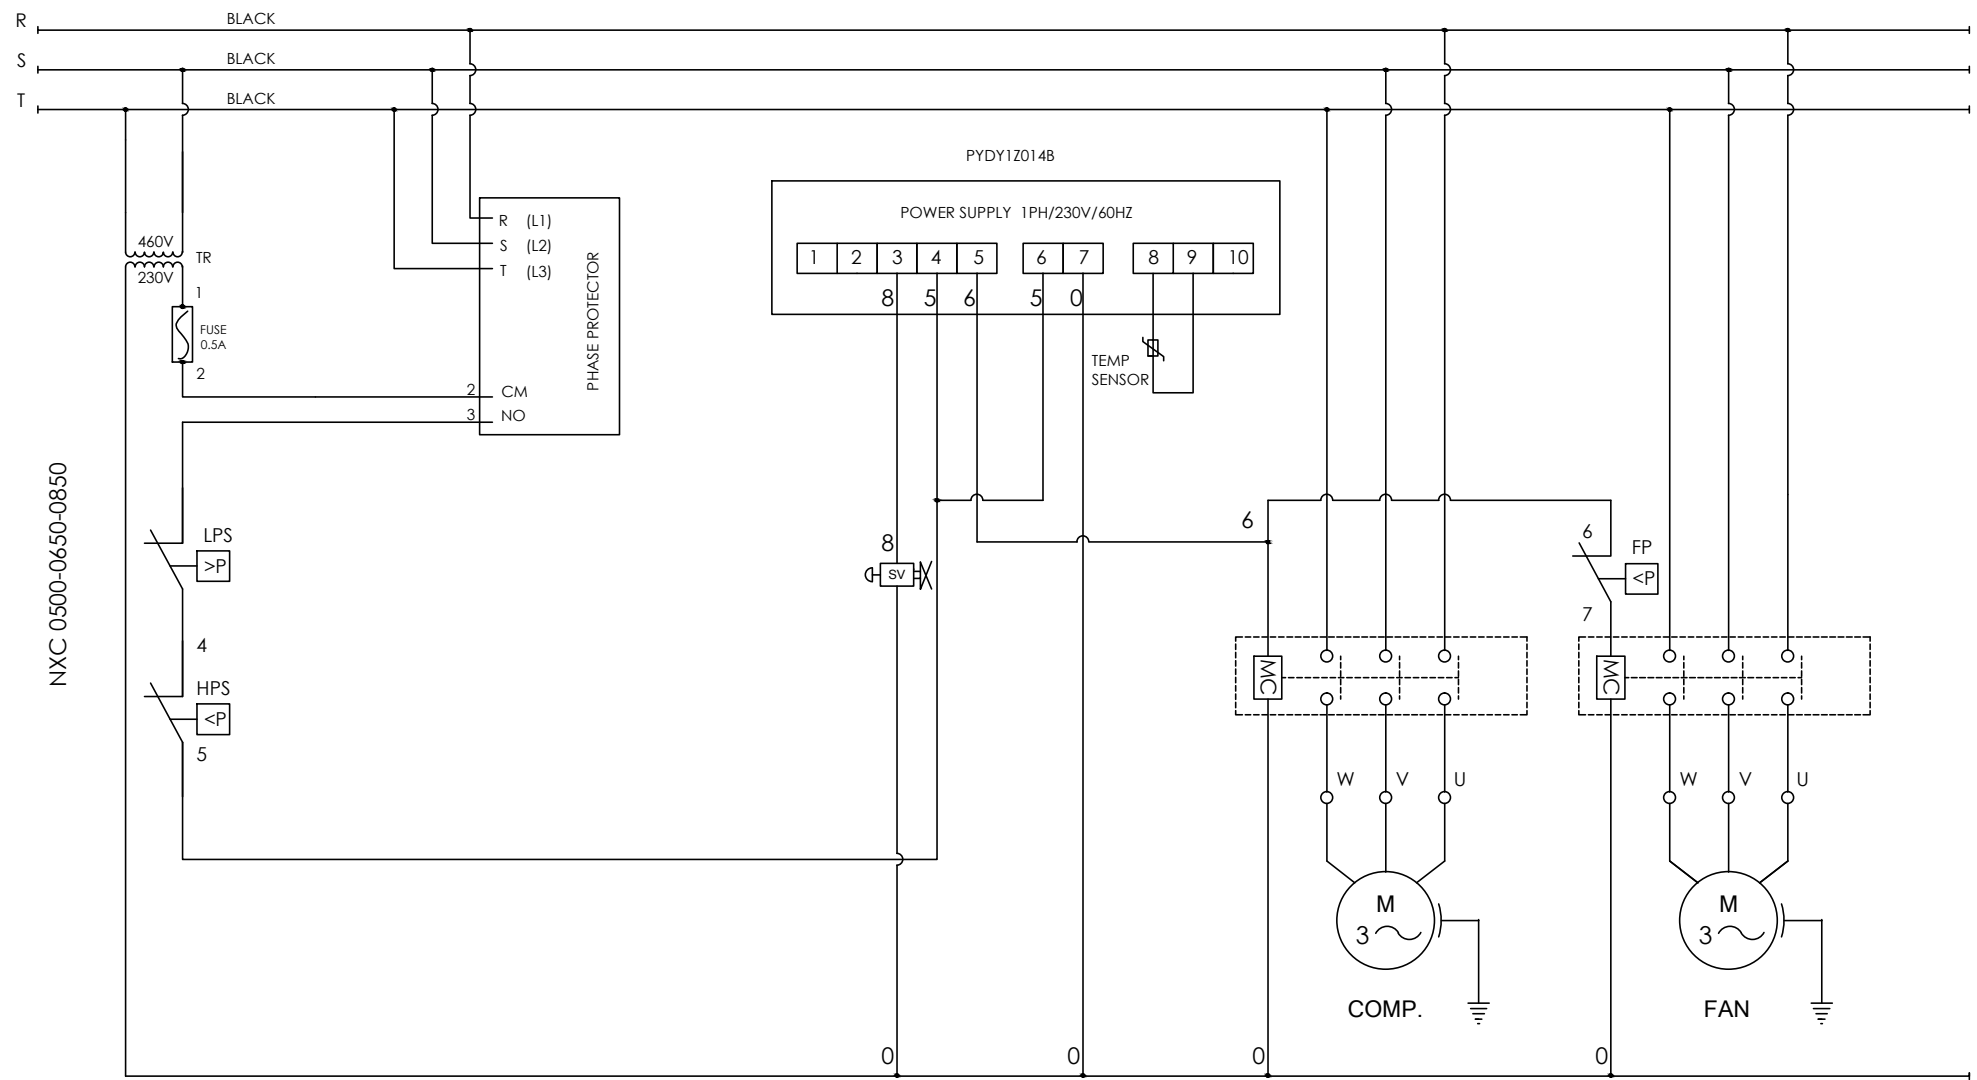 R
BLACK
S
BLACK
T
BLACK
PYDY1Z014B
POWER SUPPLY 1PH/230V/60HZ
1 2 3 4 5 6 7 8 9 10
8 5 6 5 0
R (L1)
S (L2)
T (L3)
PHASE PROTECTOR
2 CM
3 NO
460V
TR
230V
1
FUSE
0.5A
2
TEMP
SENSOR
NXC 0500-0650-0850
LPS
>P
4
HPS
<P
5
8
SV
6
6
FP
<P
7
MC
MC
W V U
W V U
M
3
M
3
COMP.
FAN
0
0
0
0